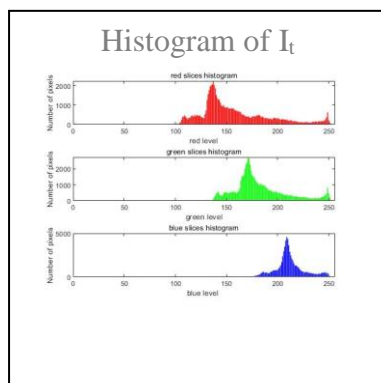 Histogram of Iₜ
red slices histogram
Number of pixels
2000
1000
0
0 50 100 150 200 250
red level
green slices histogram
Number of pixels
2000
1000
0
0 50 100 150 200 250
green level
blue slices histogram
Number of pixels
5000
0
0 50 100 150 200 250
blue level